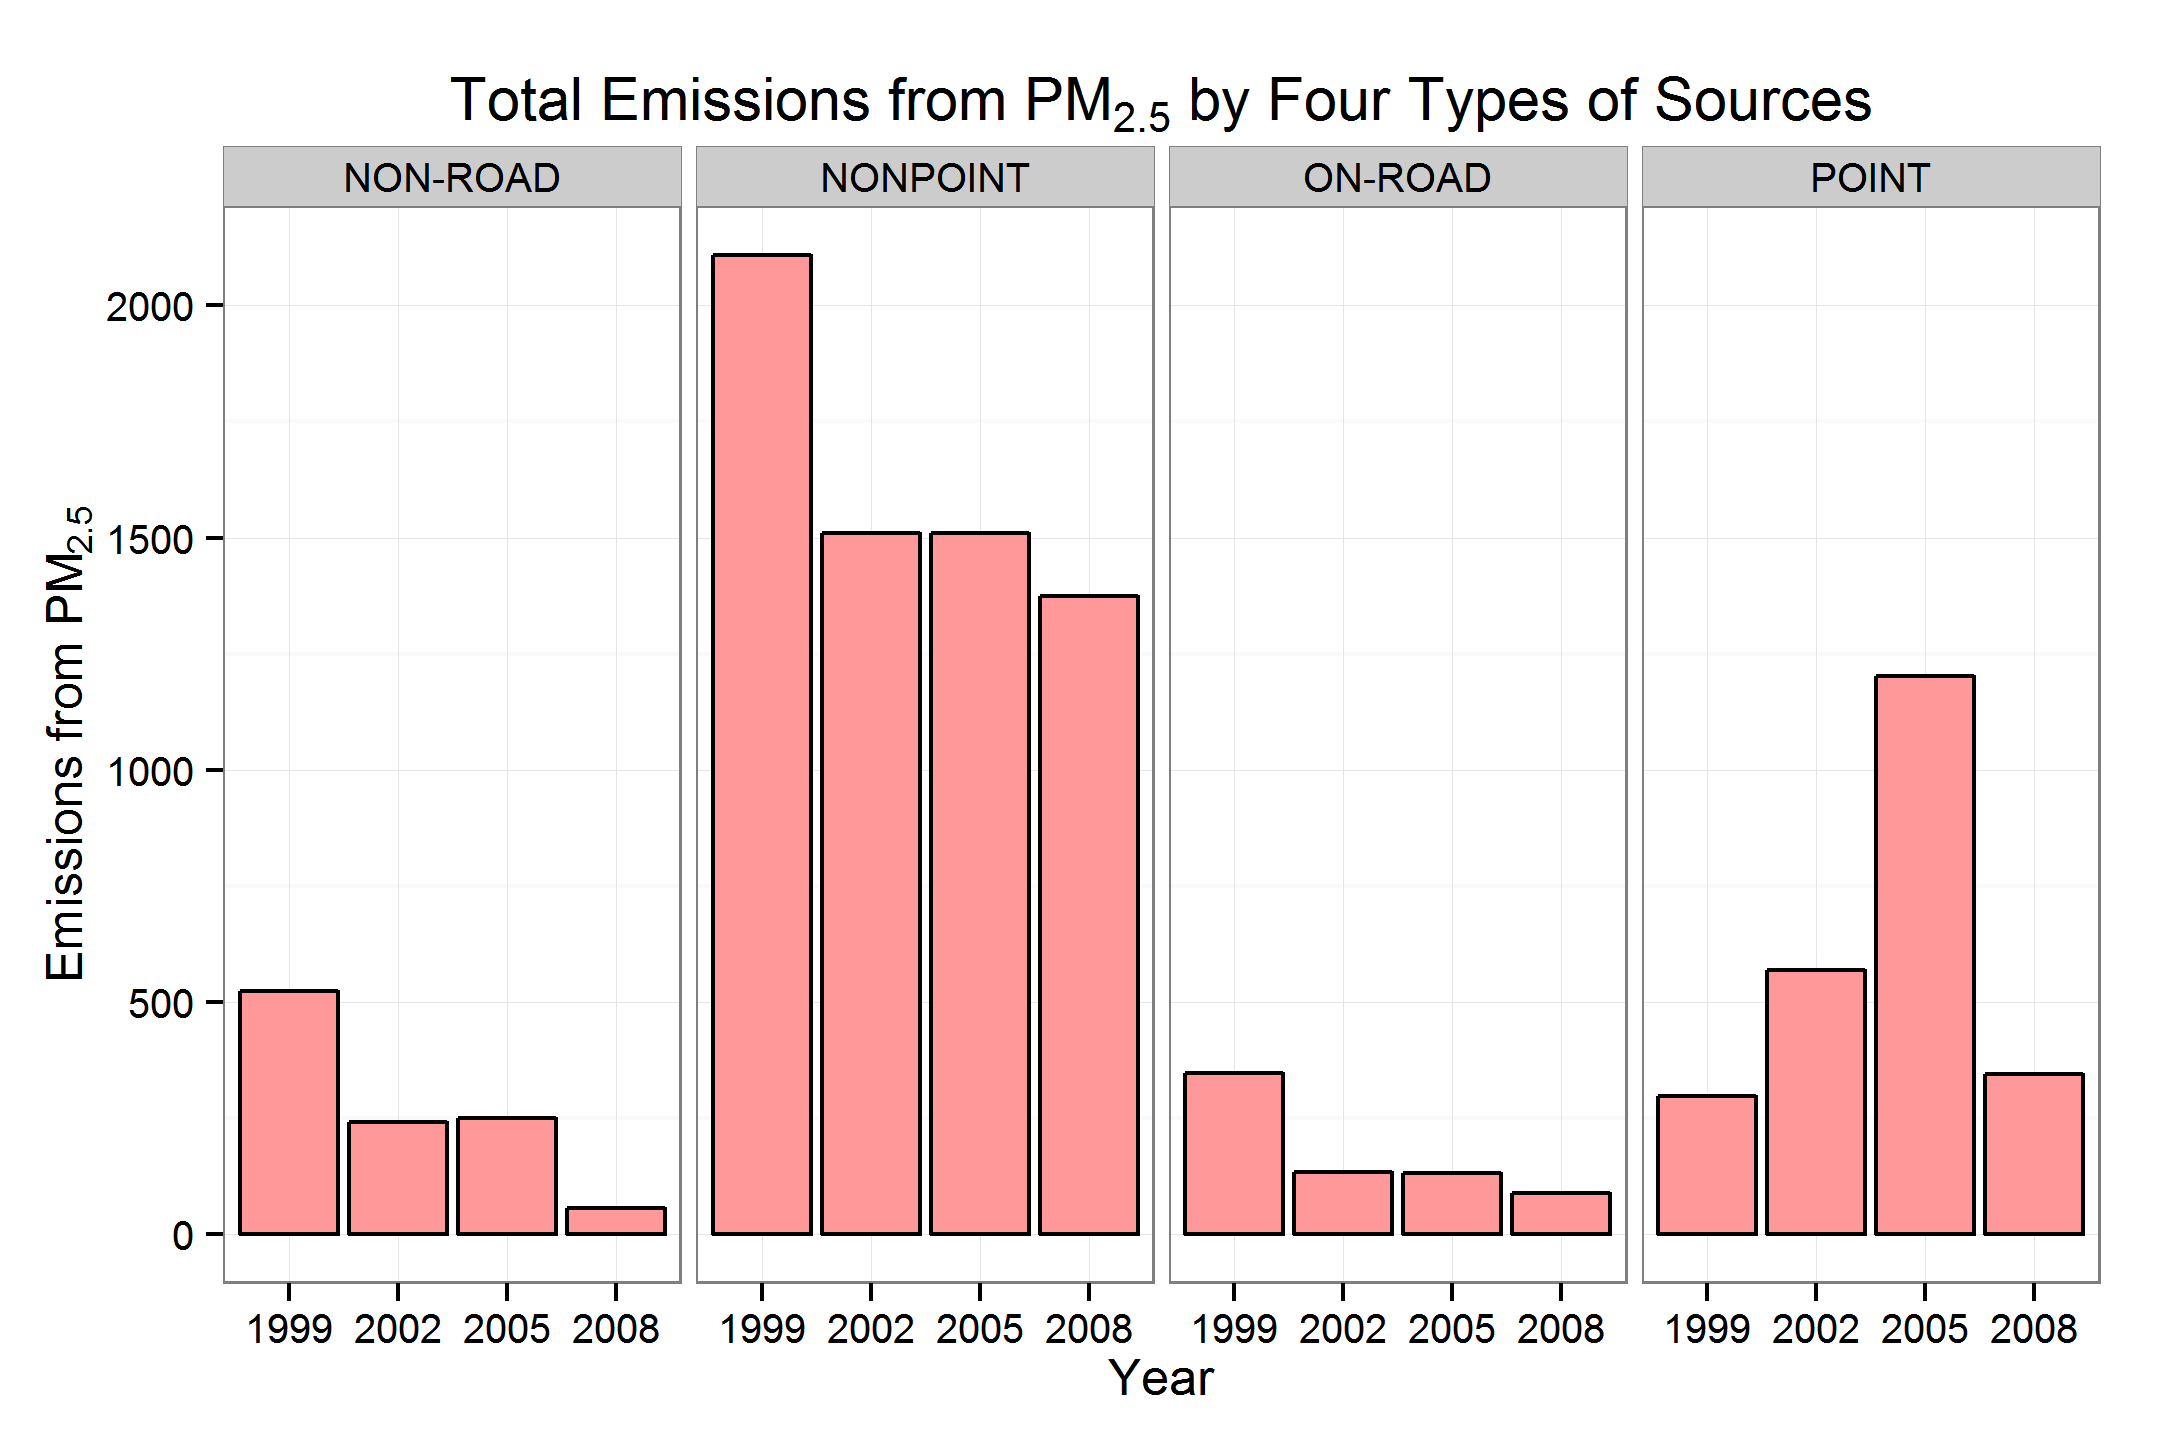 Total Emissions from PM2.5 by Four Types of Sources
NON-ROAD NONPOINT ON-ROAD POINT
Emissions from PM2.5
2000
1500
1000
500
0
1999 2002 2005 2008 1999 2002 2005 2008 1999 2002 2005 2008 1999 2002 2005 2008
Year